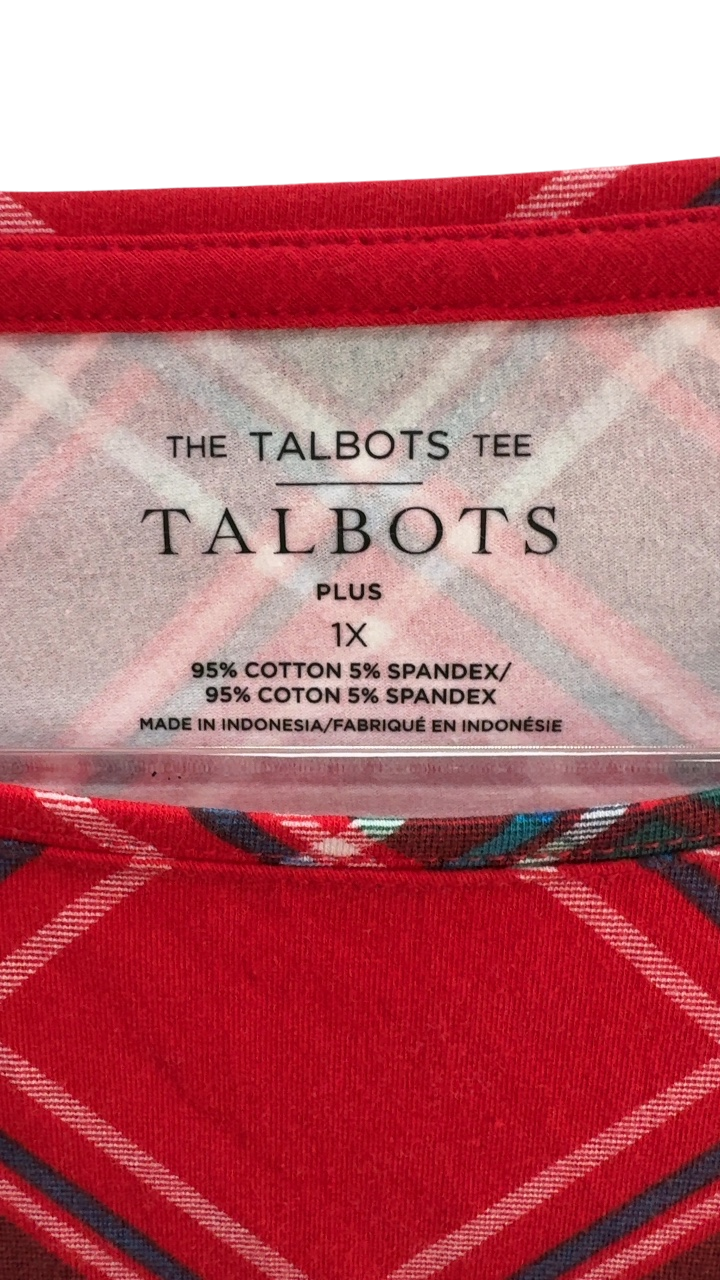 THE TALBOTS TEE
TALBOTS
PLUS
1X
95% COTTON 5% SPANDEX/
95% COTON 5% SPANDEX
MADE IN INDONESIA/FABRIQUÉ EN INDONÉSIE